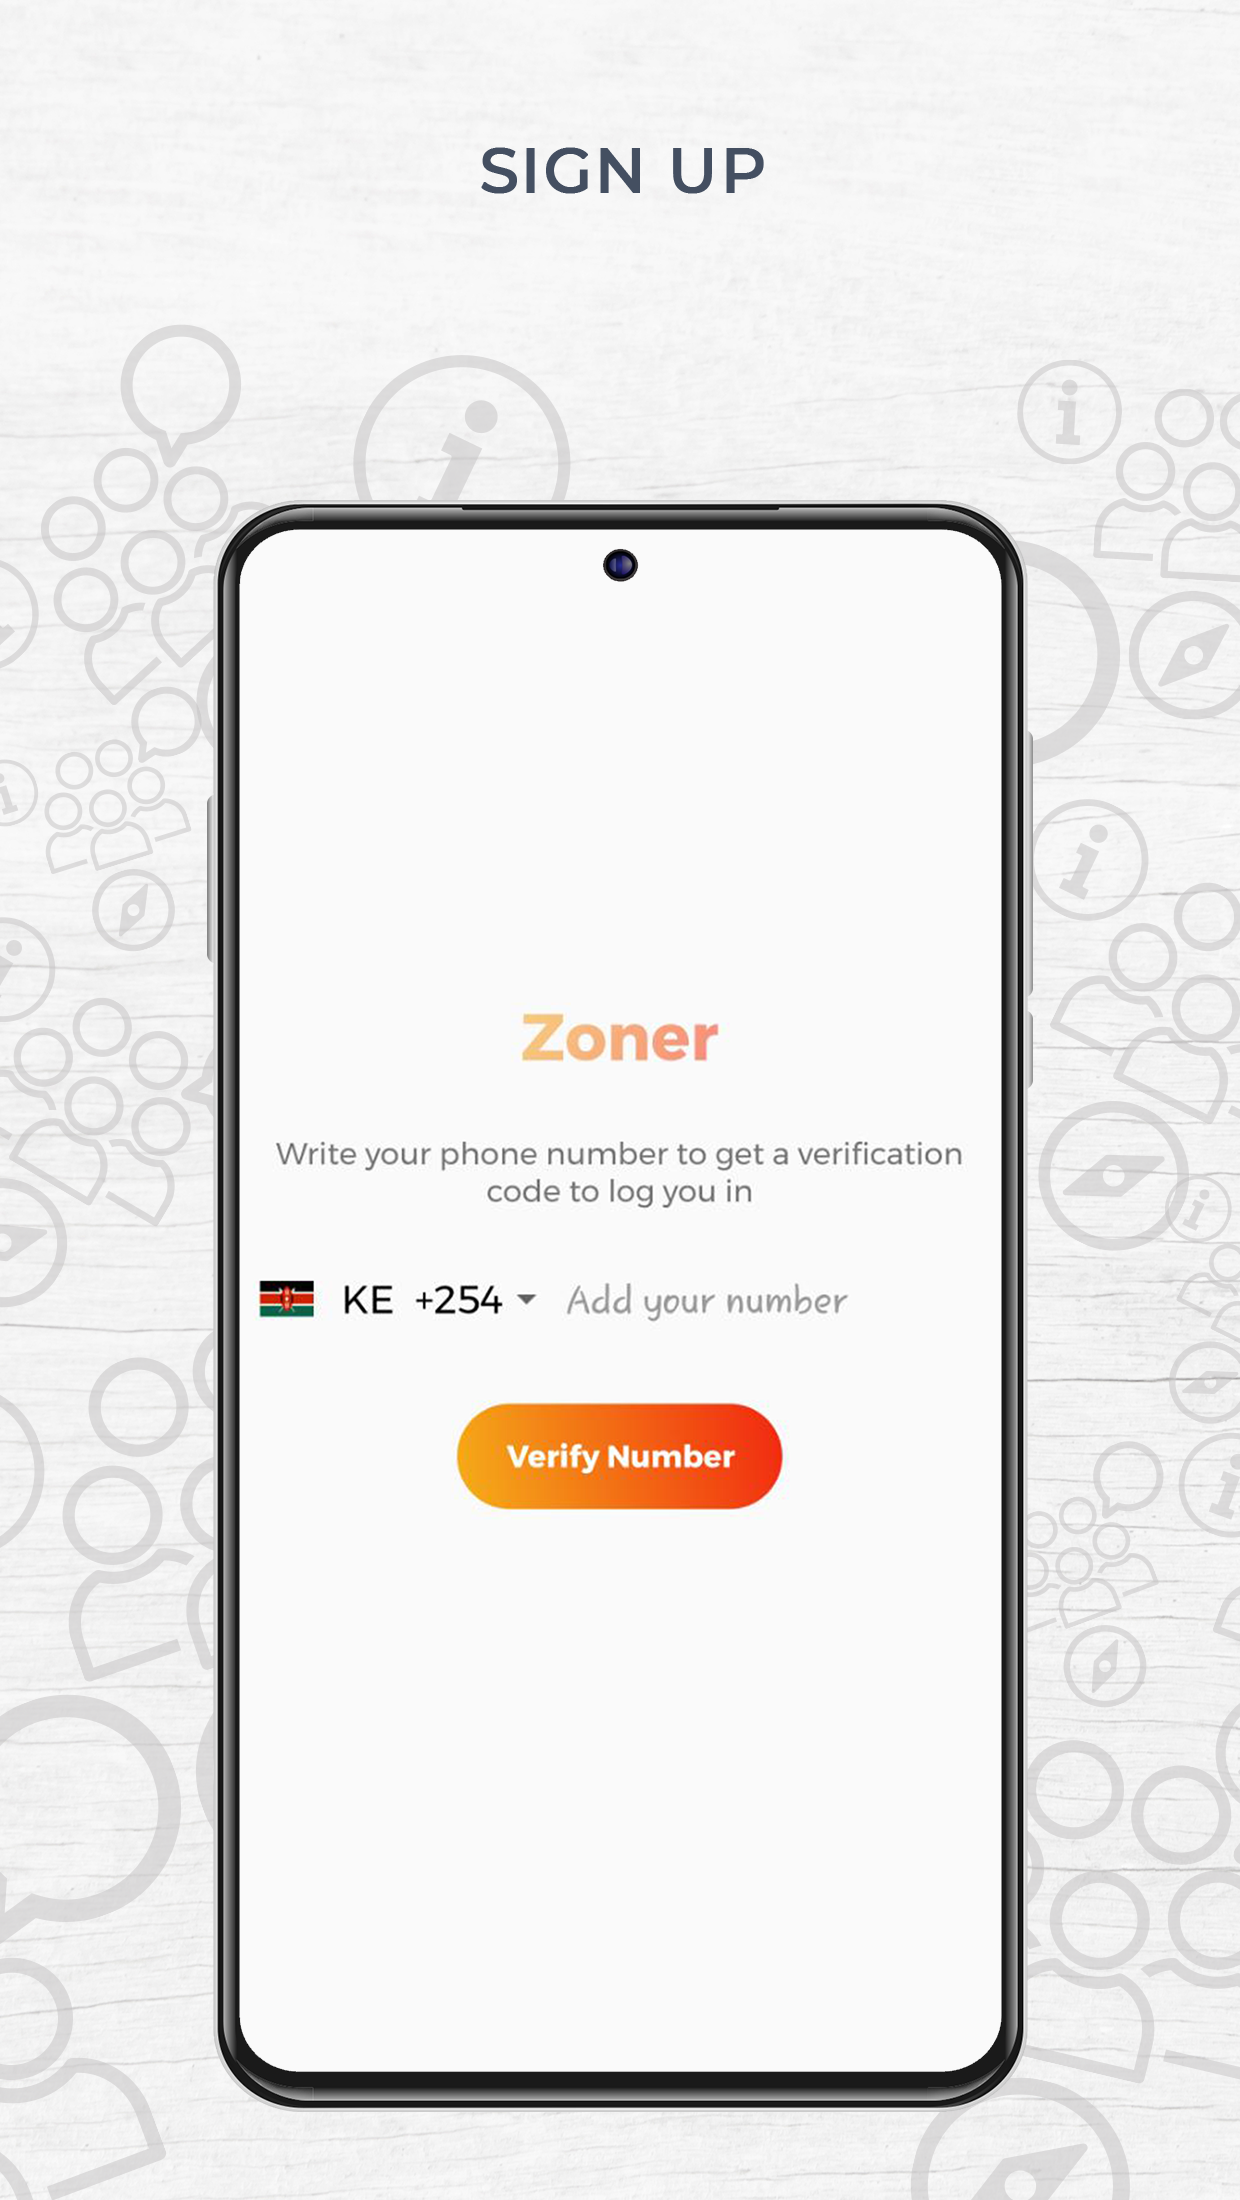 SIGN UP
Zoner
Write your phone number to get a verification
code to log you in
KE +254 Add your number
Verify Number